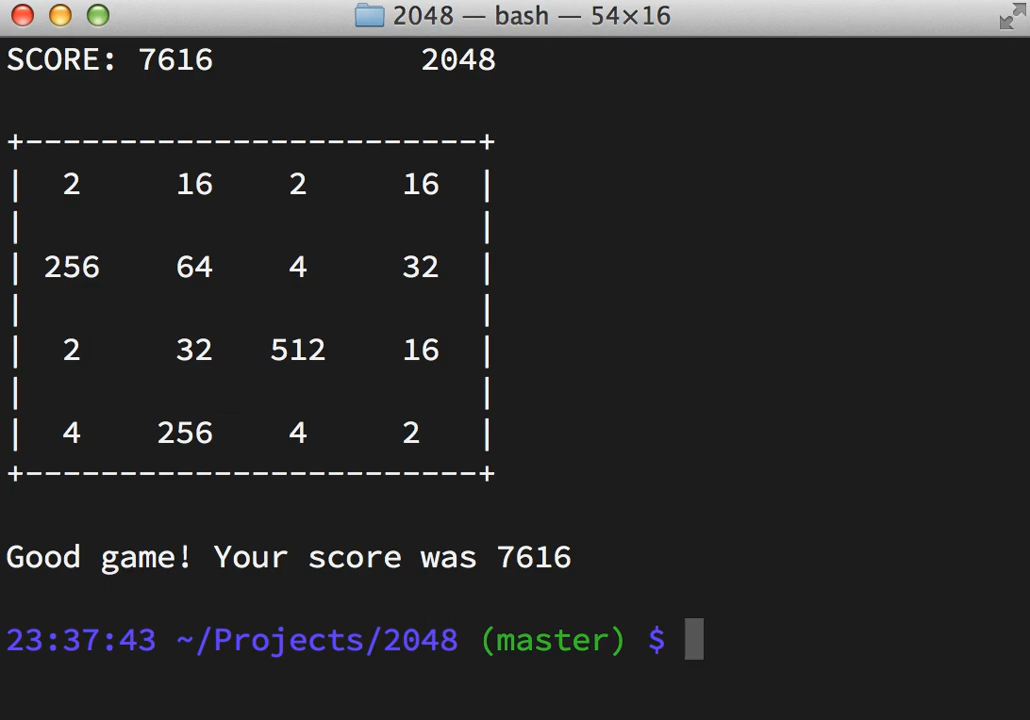 2048 — bash — 54×16
SCORE: 7616 2048
+------------------------+
| 2 16 2 16 |
| |
| 256 64 4 32 |
| |
| 2 32 512 16 |
| |
| 4 256 4 2 |
+------------------------+
Good game! Your score was 7616
23:37:43 ~/Projects/2048 (master) $